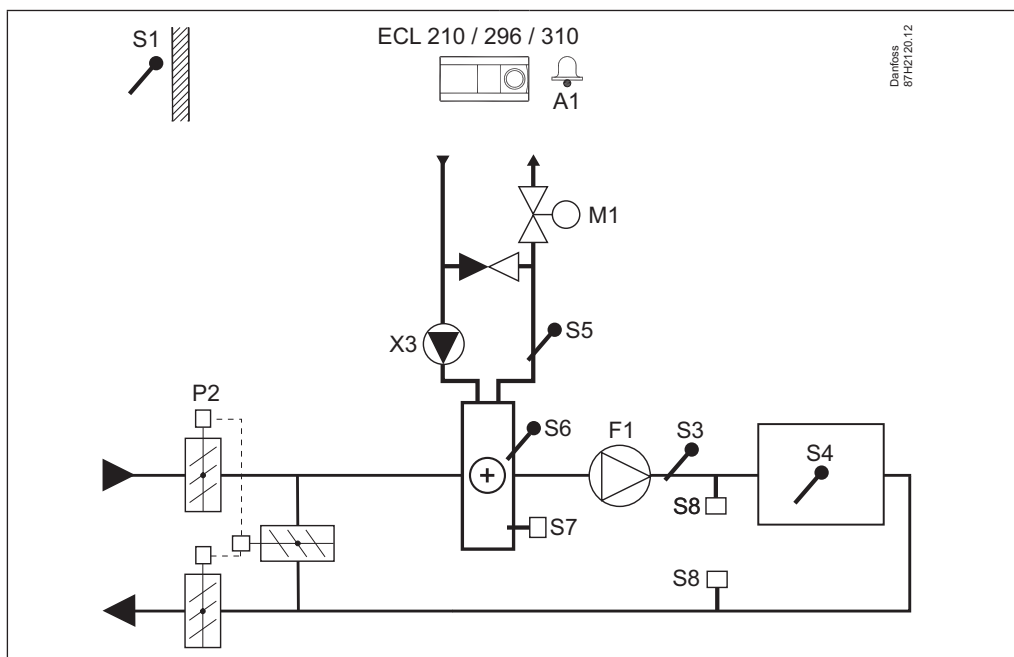 S1
ECL 210 / 296 / 310
A1
Danfoss
87H2120.12
M1
X3
S5
P2
S6
F1
S3
S4
S8
S7
S8